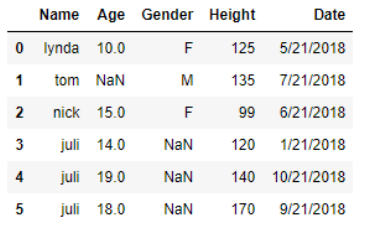 Name Age Gender Height Date
0 lynda 10.0 F 125 5/21/2018
1 tom NaN M 135 7/21/2018
2 nick 15.0 F 99 6/21/2018
3 juli 14.0 NaN 120 1/21/2018
4 juli 19.0 NaN 140 10/21/2018
5 juli 18.0 NaN 170 9/21/2018